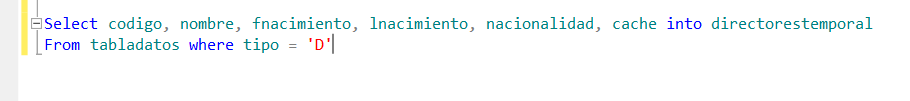 Select codigo, nombre, fnacimiento, lnacimiento, nacionalidad, cache into directorestemporal
From tabladatos where tipo = 'D'